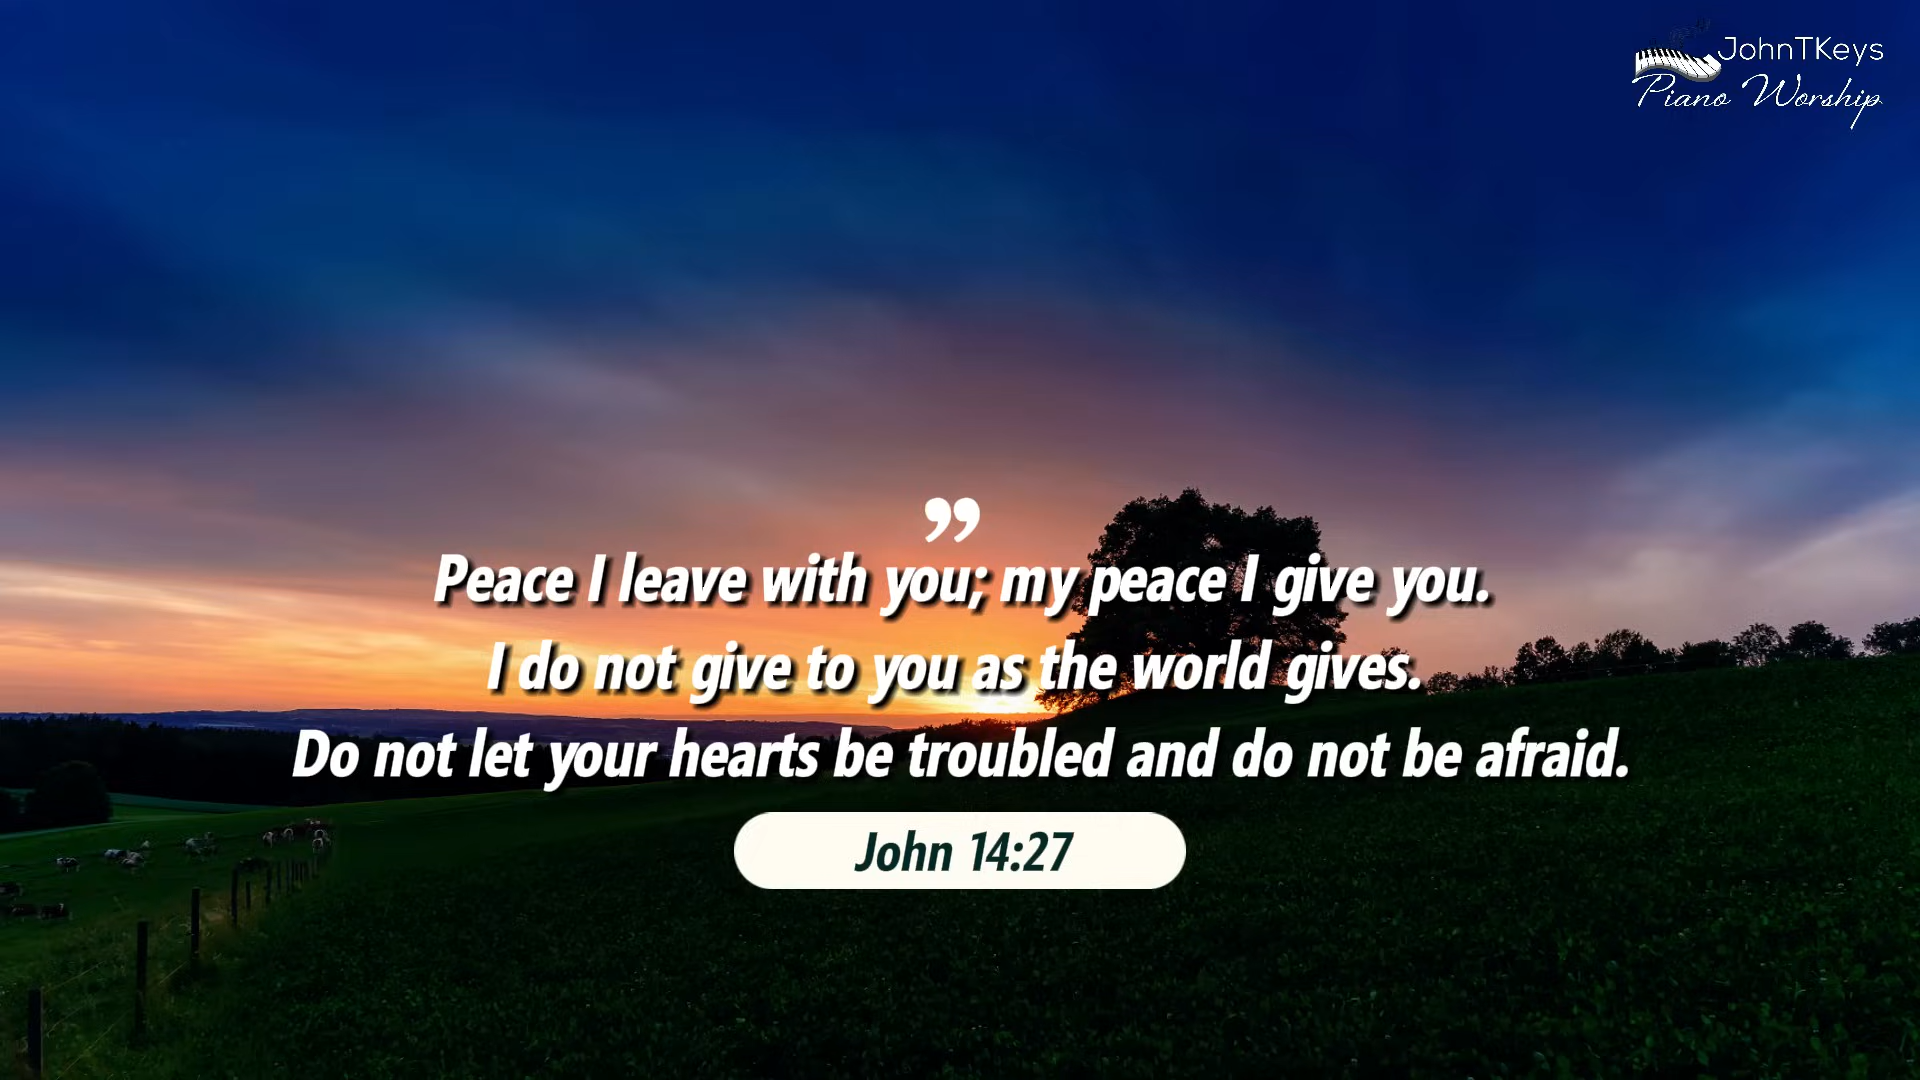 JohnTKeys
Piano Worship
”
Peace I leave with you; my peace I give you.
I do not give to you as the world gives.
Do not let your hearts be troubled and do not be afraid.
John 14:27